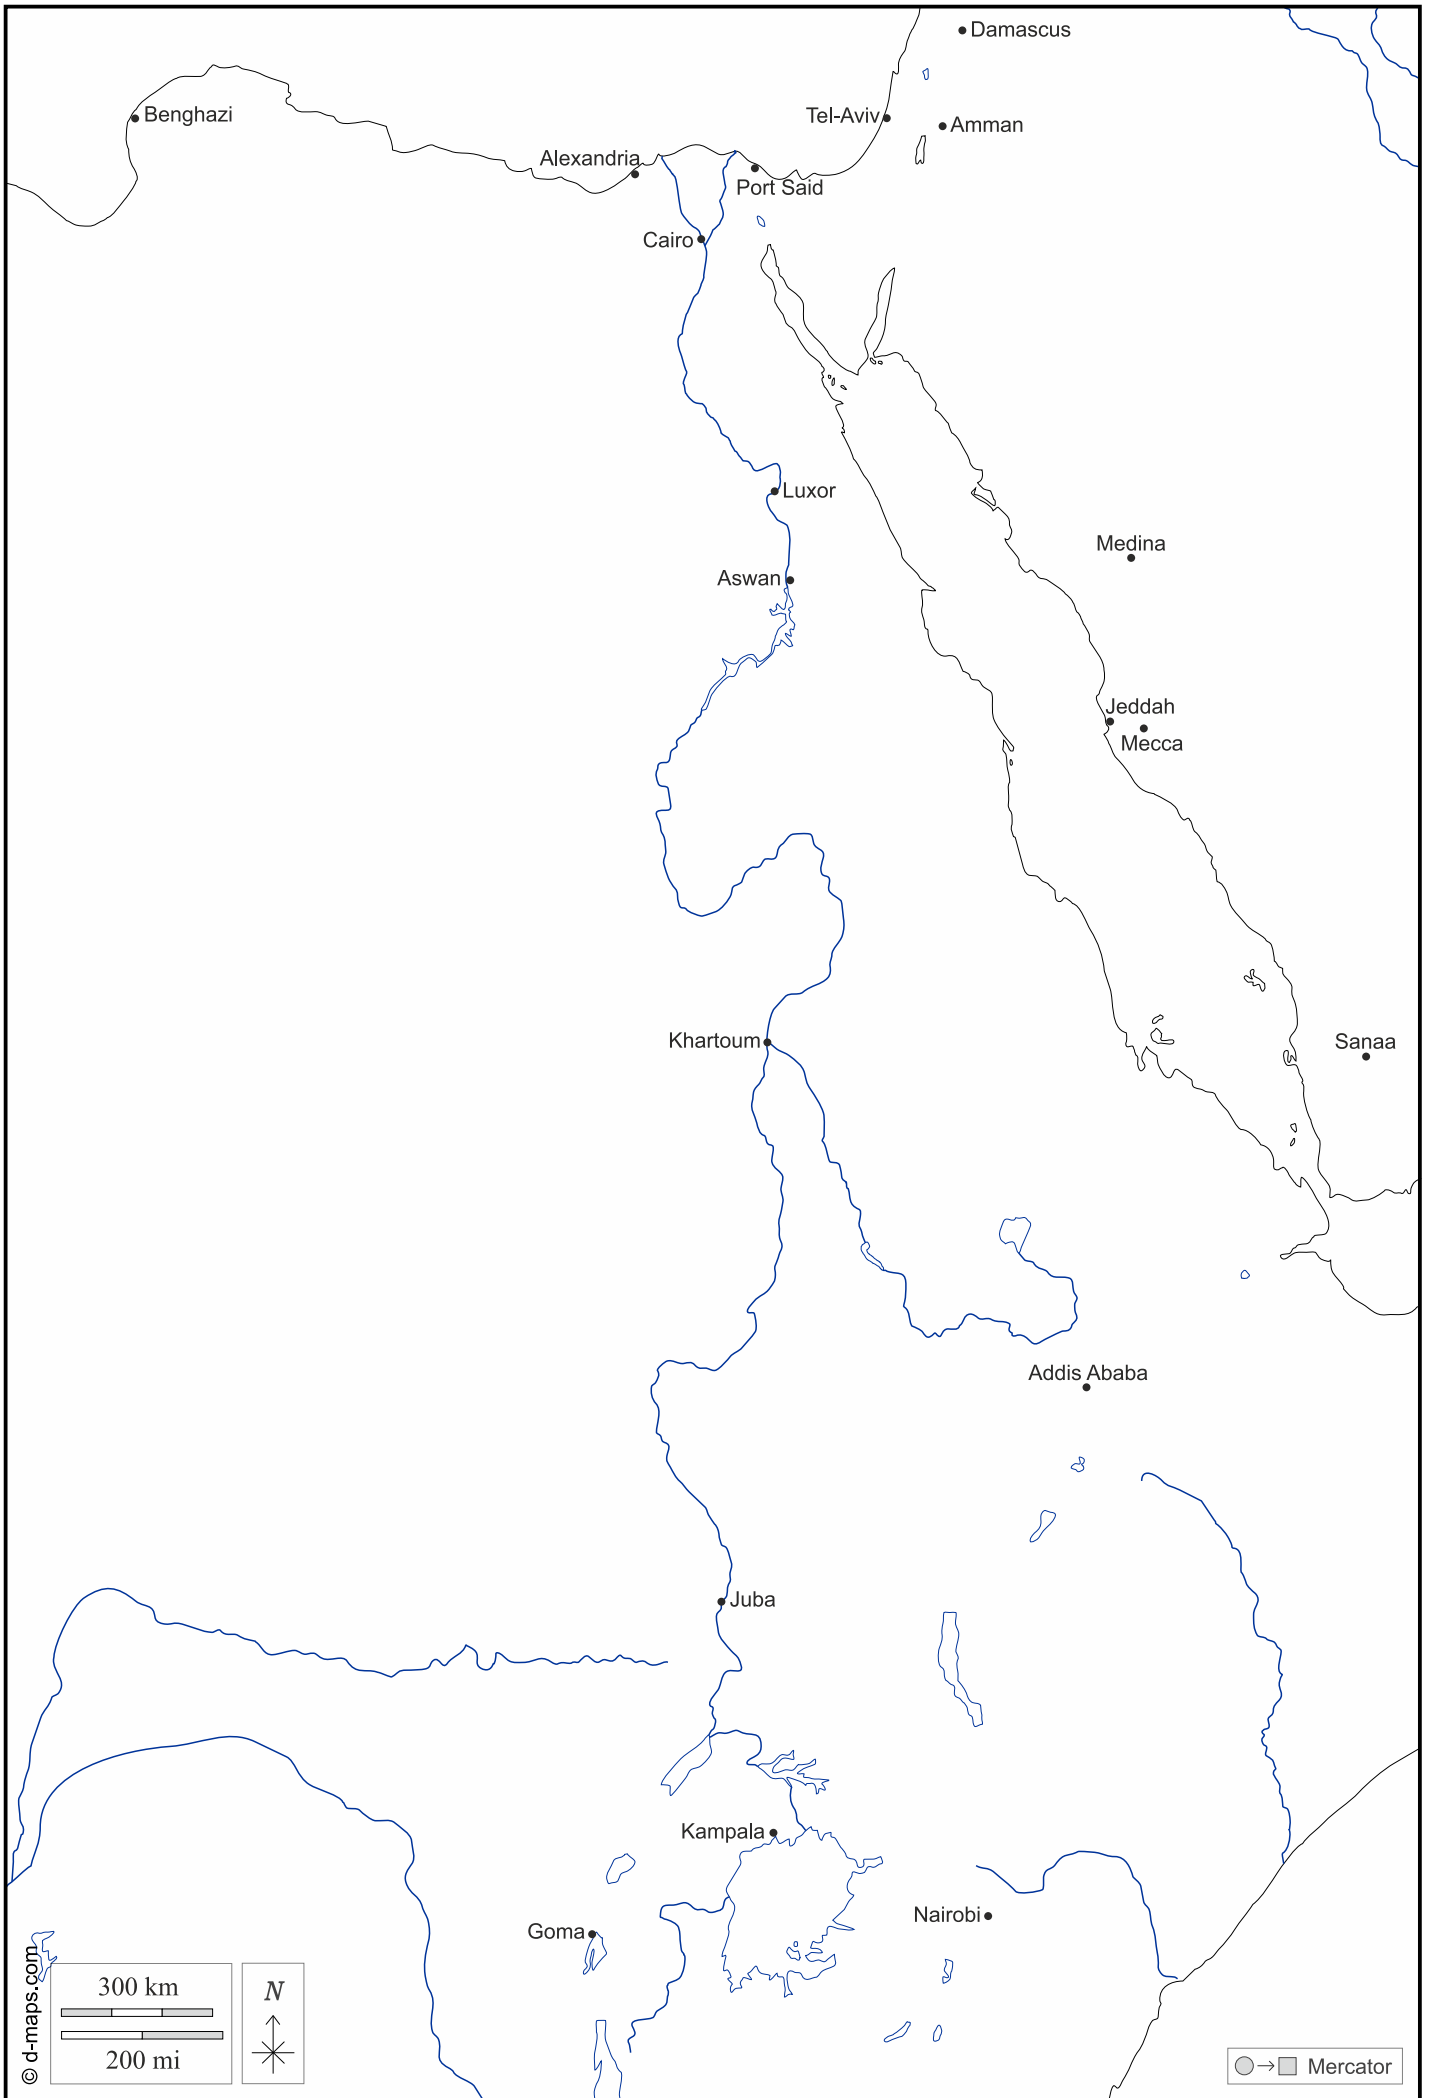 Damascus
Benghazi
Tel-Aviv
Amman
Alexandria
Port Said
Cairo
Luxor
Medina
Aswan
Jeddah
Mecca
Khartoum
Sanaa
Addis Ababa
Juba
Kampala
Nairobi
Goma
© d-maps.com
300 km
200 mi
N
Mercator